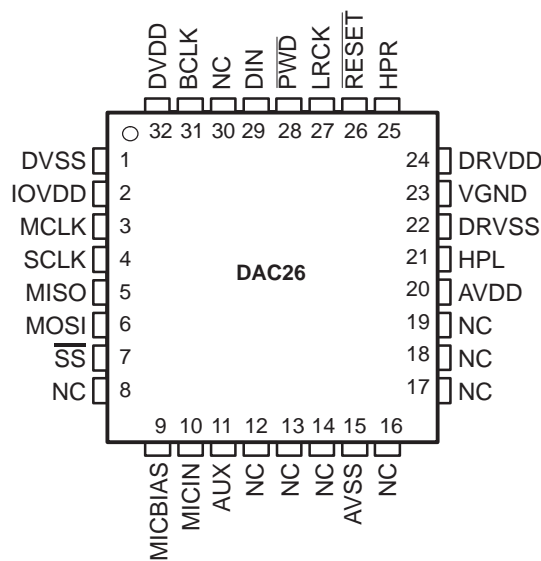 DVDD BCLK NC DIN P̅W̅D̅ LRCK R̅E̅S̅E̅T̅ HPR
32 31 30 29 28 27 26 25
DVSS 1 24 DRVDD
IOVDD 2 23 VGND
MCLK 3 22 DRVSS
SCLK 4 21 HPL
DAC26
MISO 5 20 AVDD
MOSI 6 19 NC
S̅S̅ 7 18 NC
NC 8 17 NC
9 10 11 12 13 14 15 16
MICBIAS MICIN AUX NC NC NC AVSS NC